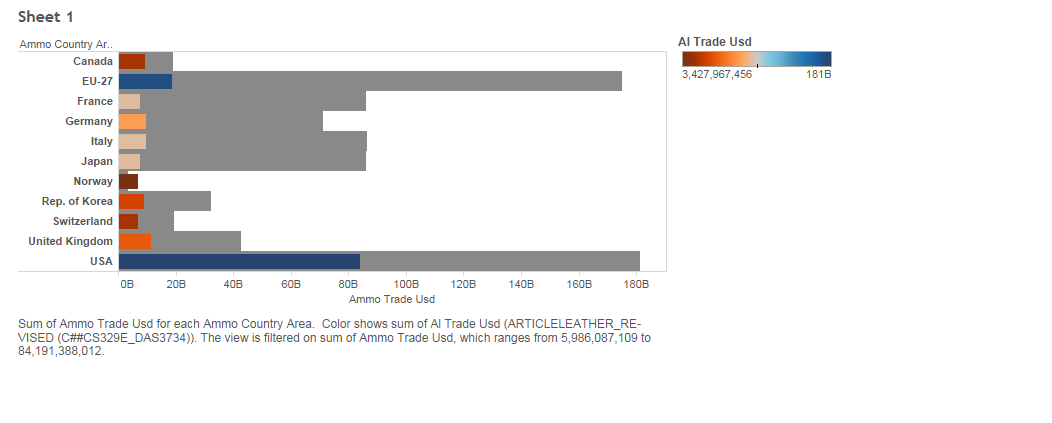 Sheet 1
Ammo Country Ar..
Canada
EU-27
France
Germany
Italy
Japan
Norway
Rep. of Korea
Switzerland
United Kingdom
USA
0B 20B 40B 60B 80B 100B 120B 140B 160B 180B
Ammo Trade Usd
Sum of Ammo Trade Usd for each Ammo Country Area. Color shows sum of Al Trade Usd (ARTICLELEATHER_RE-
VISED (C##CS329E_DAS3734)). The view is filtered on sum of Ammo Trade Usd, which ranges from 5,986,087,109 to
84,191,388,012.
Al Trade Usd
3,427,967,456 181B